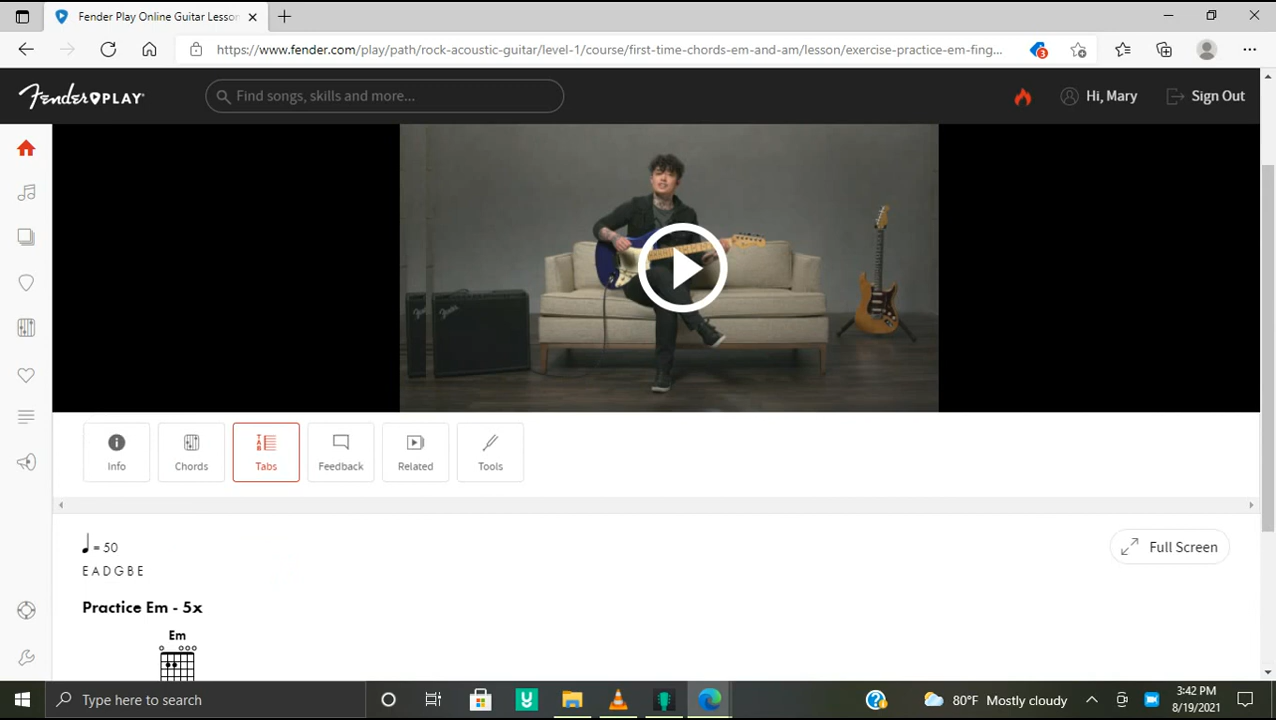 Fender Play Online Guitar Lesson
https://www.fender.com/play/path/rock-acoustic-guitar/level-1/course/first-time-chords-em-and-am/lesson/exercise-practice-em-fing...
3
Fender PLAY
Find songs, skills and more...
Hi, Mary
Sign Out
Fender
Info
Chords
TAB
Tabs
Feedback
Related
Tools
= 50
Full Screen
E A D G B E
Practice Em - 5x
Em
Type here to search
U
?
80°F Mostly cloudy
3:42 PM
8/19/2021